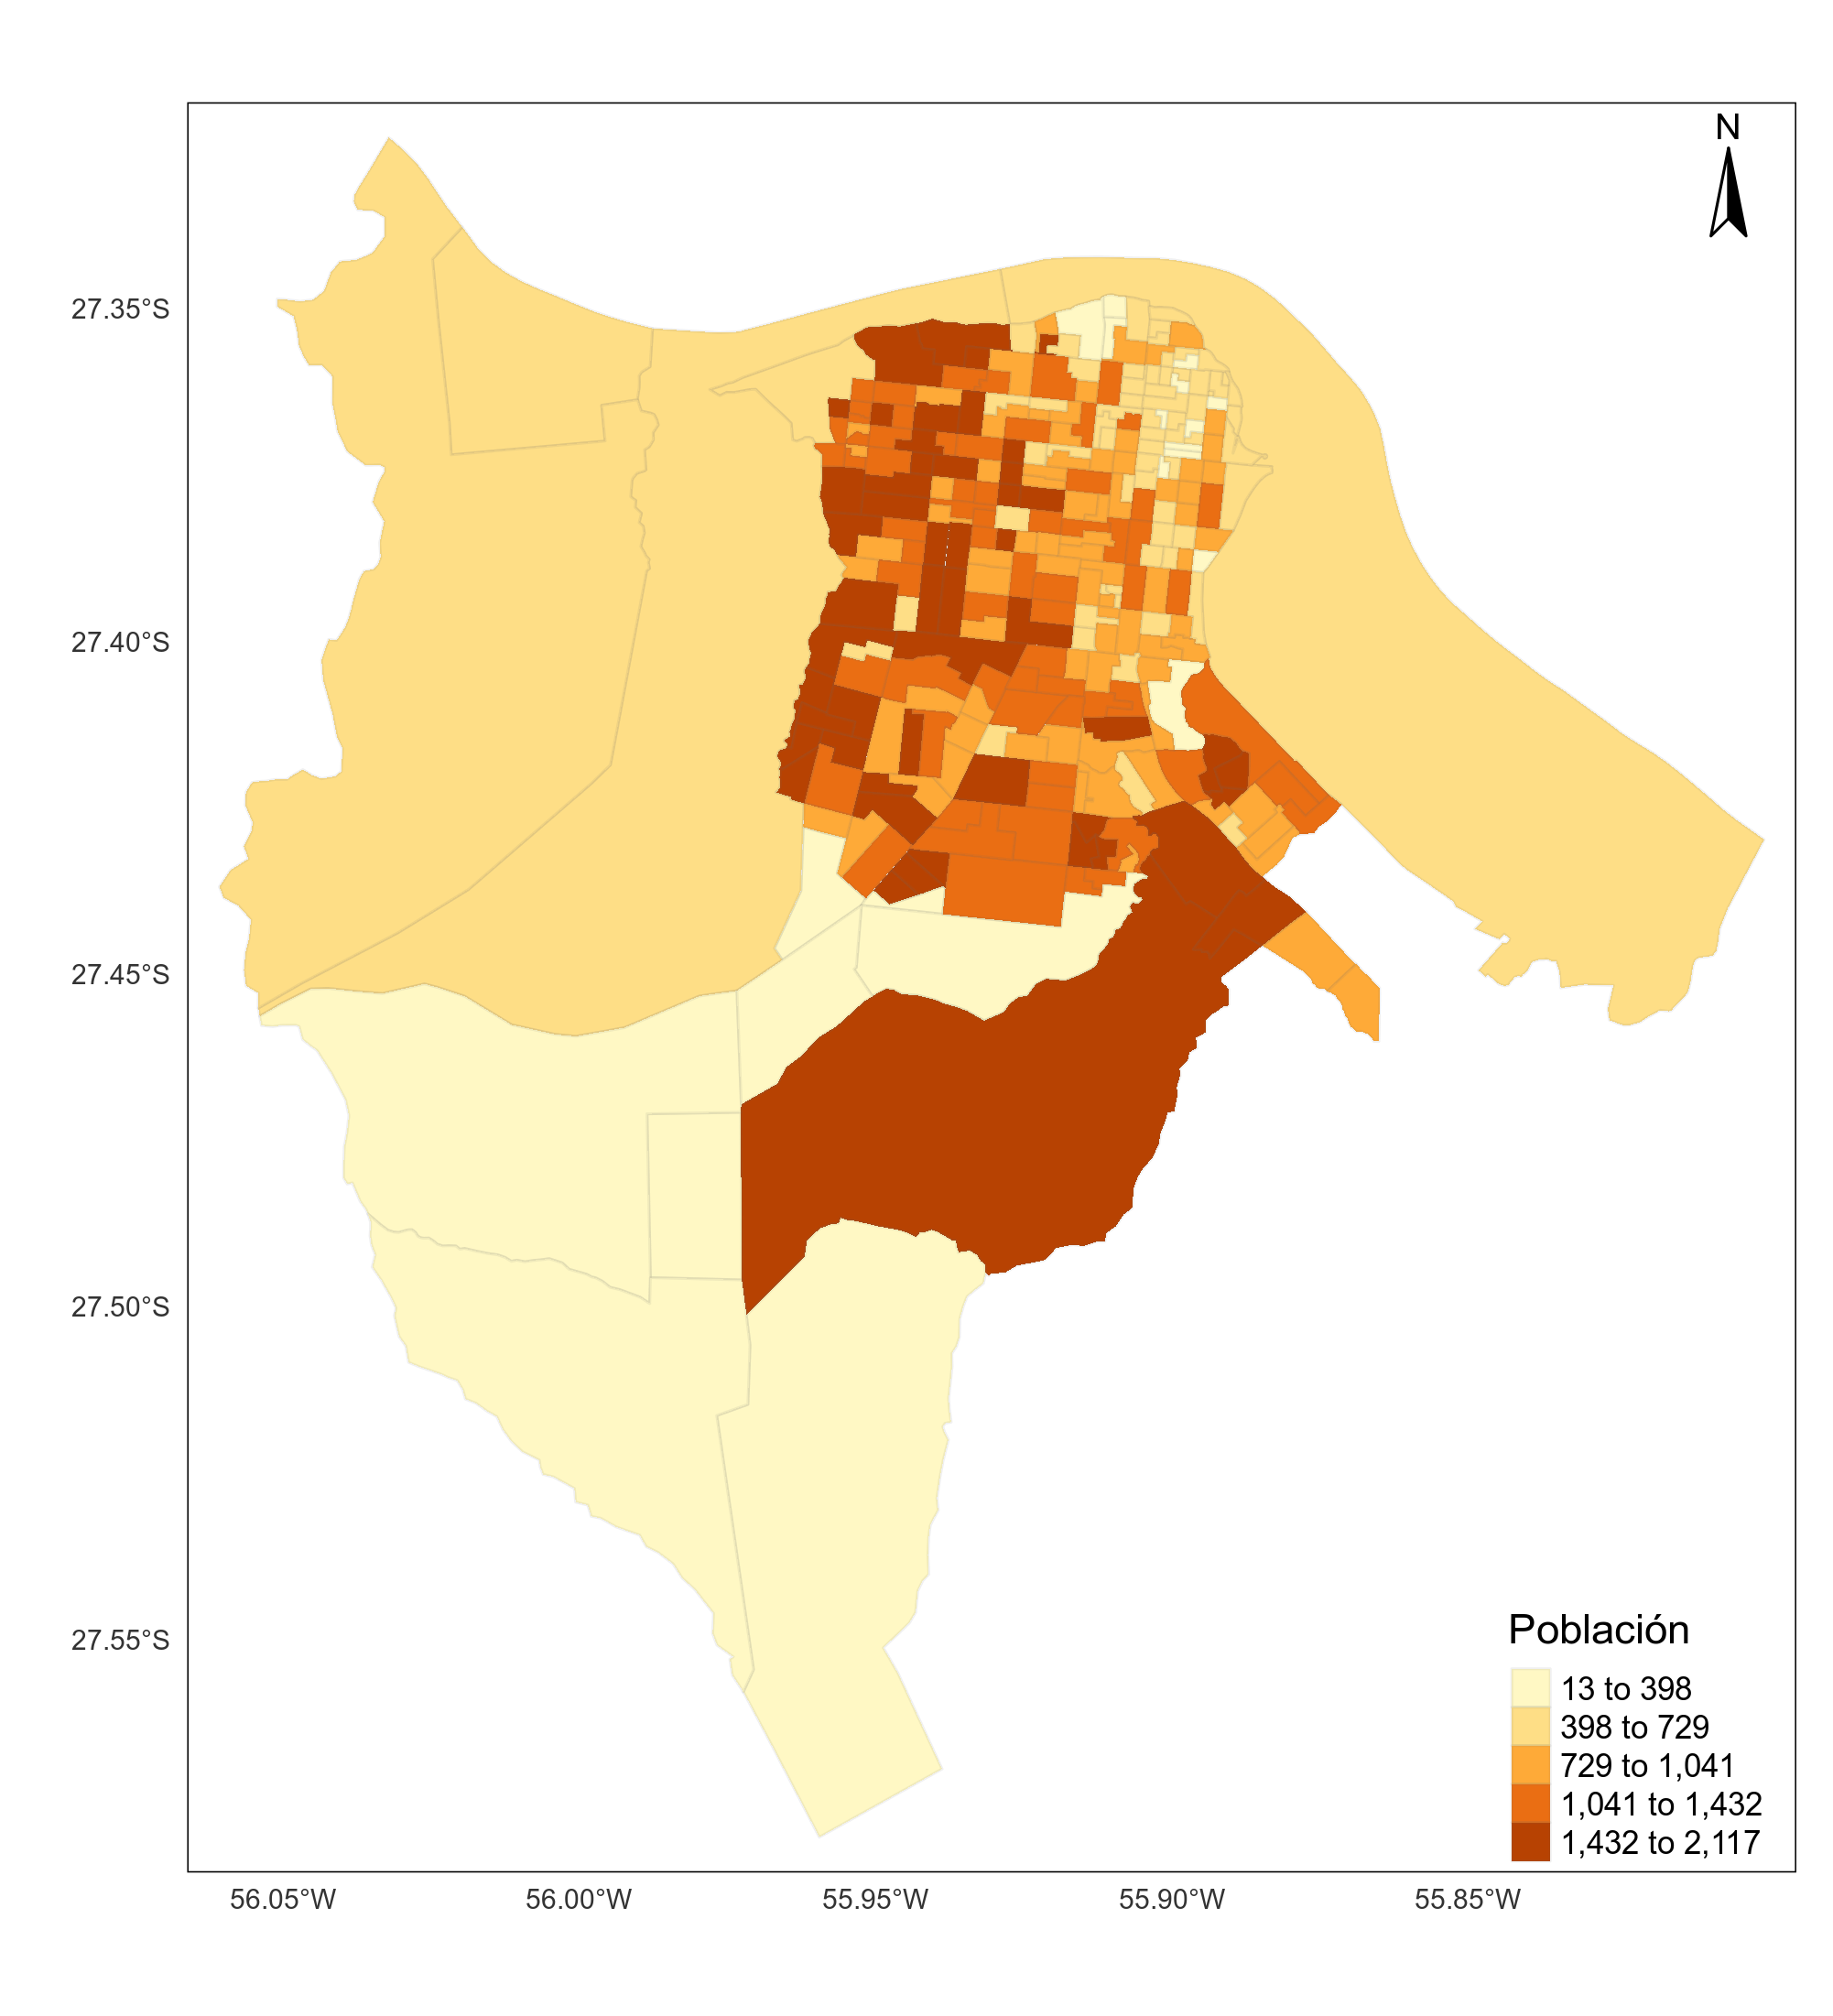 N
27.35°S
27.40°S
27.45°S
27.50°S
27.55°S
Población
13 to 398
398 to 729
729 to 1,041
1,041 to 1,432
1,432 to 2,117
56.05°W 56.00°W 55.95°W 55.90°W 55.85°W